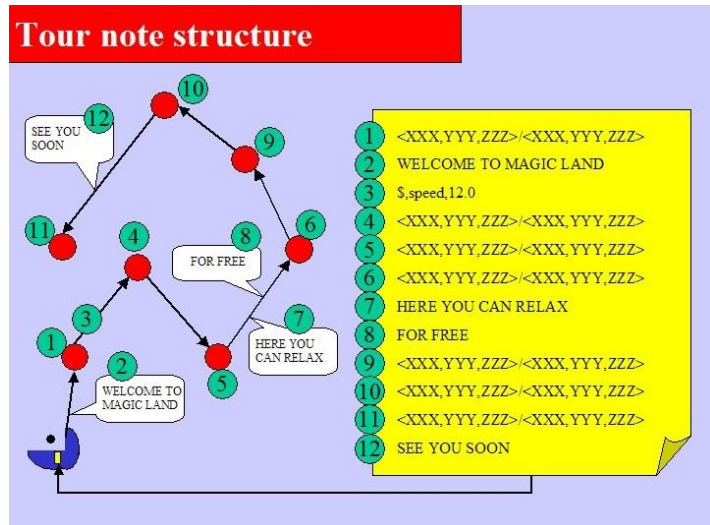 Tour note structure
10
12
SEE YOU
SOON
9
11
4
8
6
FOR FREE
3
1
7
HERE YOU
CAN RELAX
2
5
WELCOME TO
MAGIC LAND
1 <XXX,YYY,ZZZ>/<XXX,YYY,ZZZ>
2 WELCOME TO MAGIC LAND
3 $,speed,12.0
4 <XXX,YYY,ZZZ>/<XXX,YYY,ZZZ>
5 <XXX,YYY,ZZZ>/<XXX,YYY,ZZZ>
6 <XXX,YYY,ZZZ>/<XXX,YYY,ZZZ>
7 HERE YOU CAN RELAX
8 FOR FREE
9 <XXX,YYY,ZZZ>/<XXX,YYY,ZZZ>
10 <XXX,YYY,ZZZ>/<XXX,YYY,ZZZ>
11 <XXX,YYY,ZZZ>/<XXX,YYY,ZZZ>
12 SEE YOU SOON